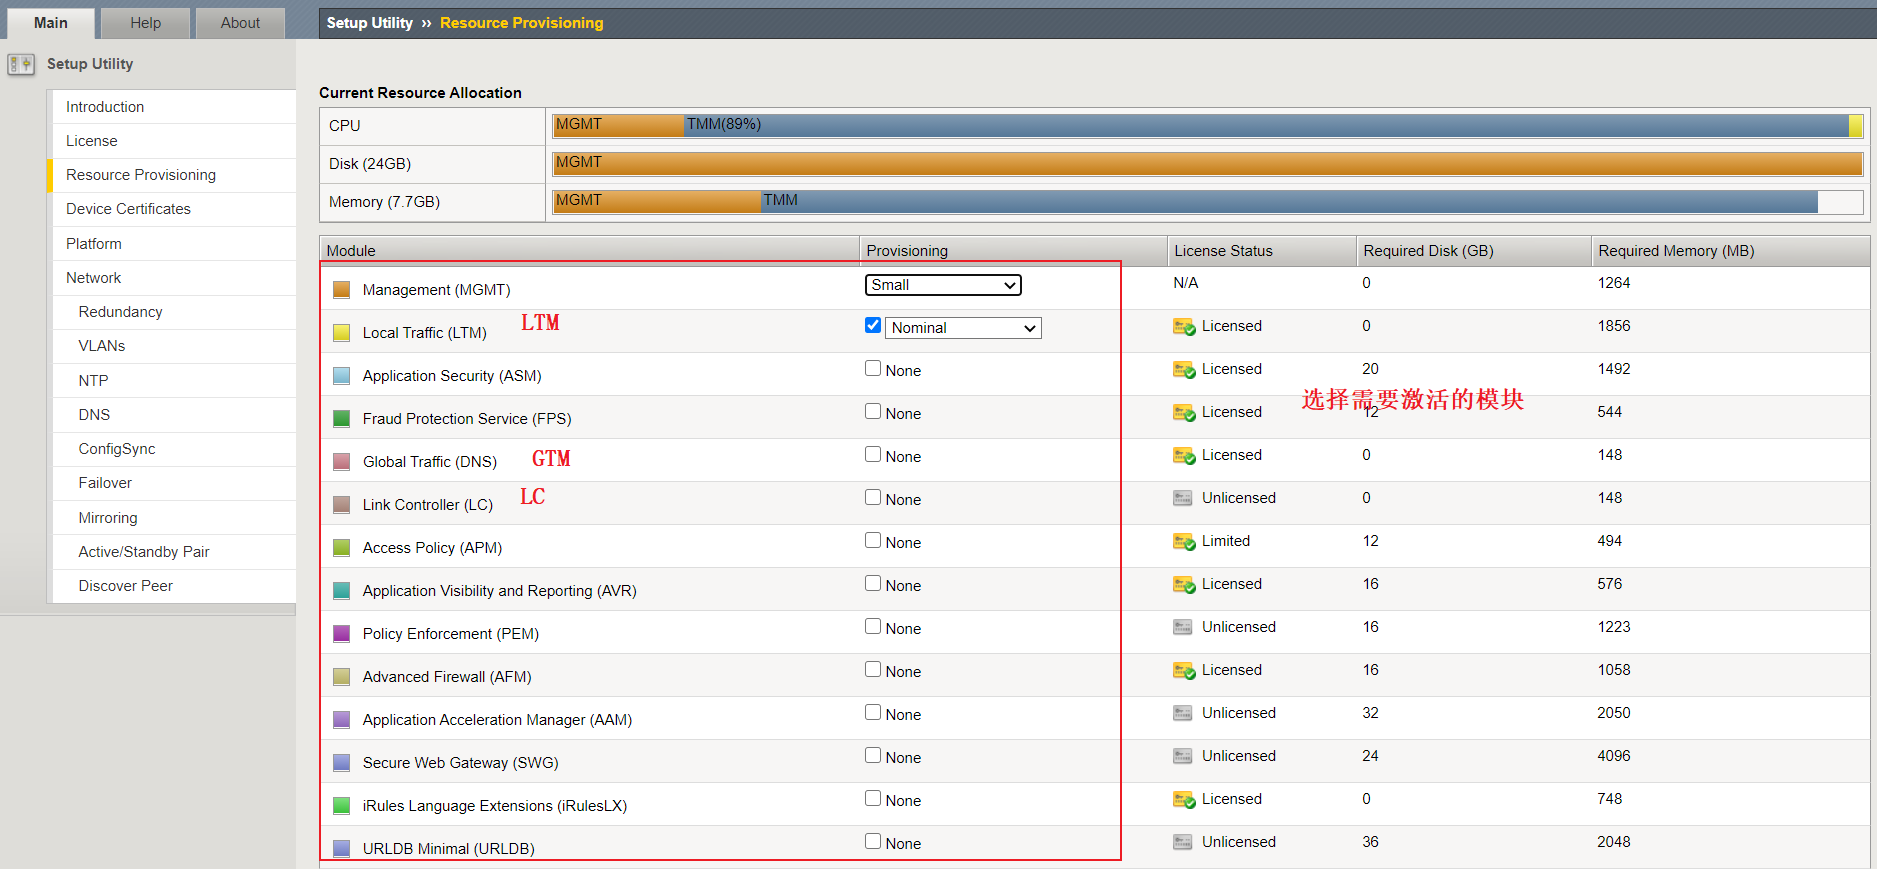 Main Help About
Setup Utility ›› Resource Provisioning
Setup Utility
Introduction
License
Resource Provisioning
Device Certificates
Platform
Network
Redundancy
VLANs
NTP
DNS
ConfigSync
Failover
Mirroring
Active/Standby Pair
Discover Peer
Current Resource Allocation
CPU MGMT TMM(89%)
Disk (24GB) MGMT
Memory (7.7GB) MGMT TMM
Module Provisioning License Status Required Disk (GB) Required Memory (MB)
Management (MGMT) Small N/A 0 1264
Local Traffic (LTM) LTM Nominal Licensed 0 1856
Application Security (ASM) None Licensed 20 1492
选择需要激活的模块
Fraud Protection Service (FPS) None Licensed 12 544
Global Traffic (DNS) GTM None Licensed 0 148
Link Controller (LC) LC None Unlicensed 0 148
Access Policy (APM) None Limited 12 494
Application Visibility and Reporting (AVR) None Licensed 16 576
Policy Enforcement (PEM) None Unlicensed 16 1223
Advanced Firewall (AFM) None Licensed 16 1058
Application Acceleration Manager (AAM) None Unlicensed 32 2050
Secure Web Gateway (SWG) None Unlicensed 24 4096
iRules Language Extensions (iRulesLX) None Licensed 0 748
URLDB Minimal (URLDB) None Unlicensed 36 2048